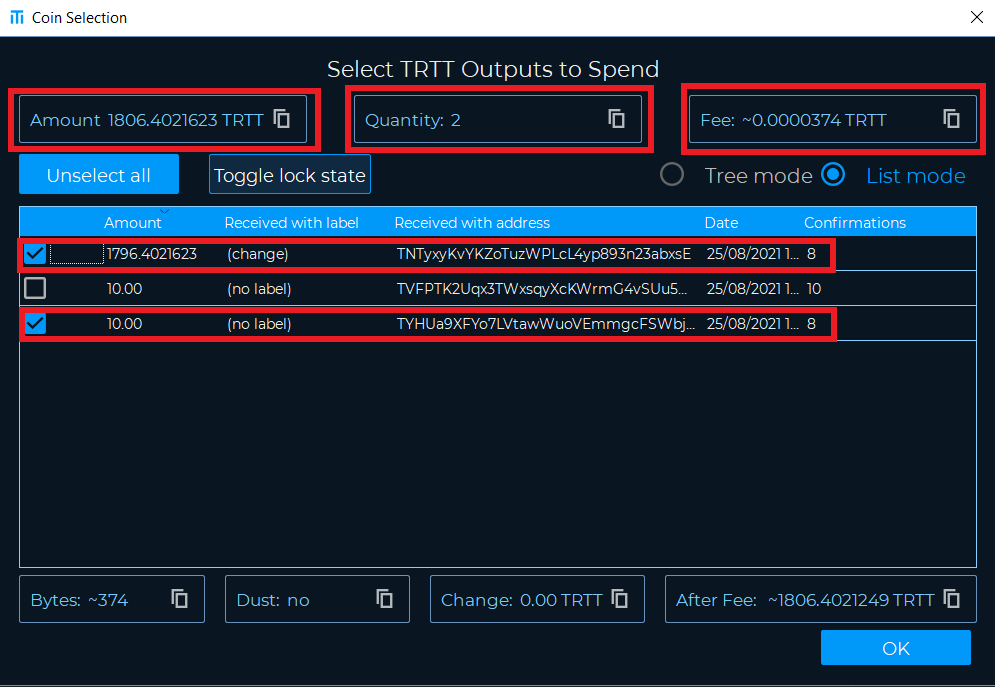 Coin Selection
Select TRTT Outputs to Spend
Amount 1806.4021623 TRTT
Quantity: 2
Fee: ~0.0000374 TRTT
Unselect all
Toggle lock state
Tree mode
List mode
Amount Received with label Received with address Date Confirmations
1796.4021623 (change) TNTyxyKvYKZoTuzWPLcL4yp893n23abxsE 25/08/2021 1... 8
10.00 (no label) TVFPTK2Uqx3TWxsqyXcKWrmG4vSUu5... 25/08/2021 1... 10
10.00 (no label) TYHUa9XFYo7LVtawWuoVEmmgcFSWbj... 25/08/2021 1... 8
Bytes: ~374
Dust: no
Change: 0.00 TRTT
After Fee: ~1806.4021249 TRTT
OK